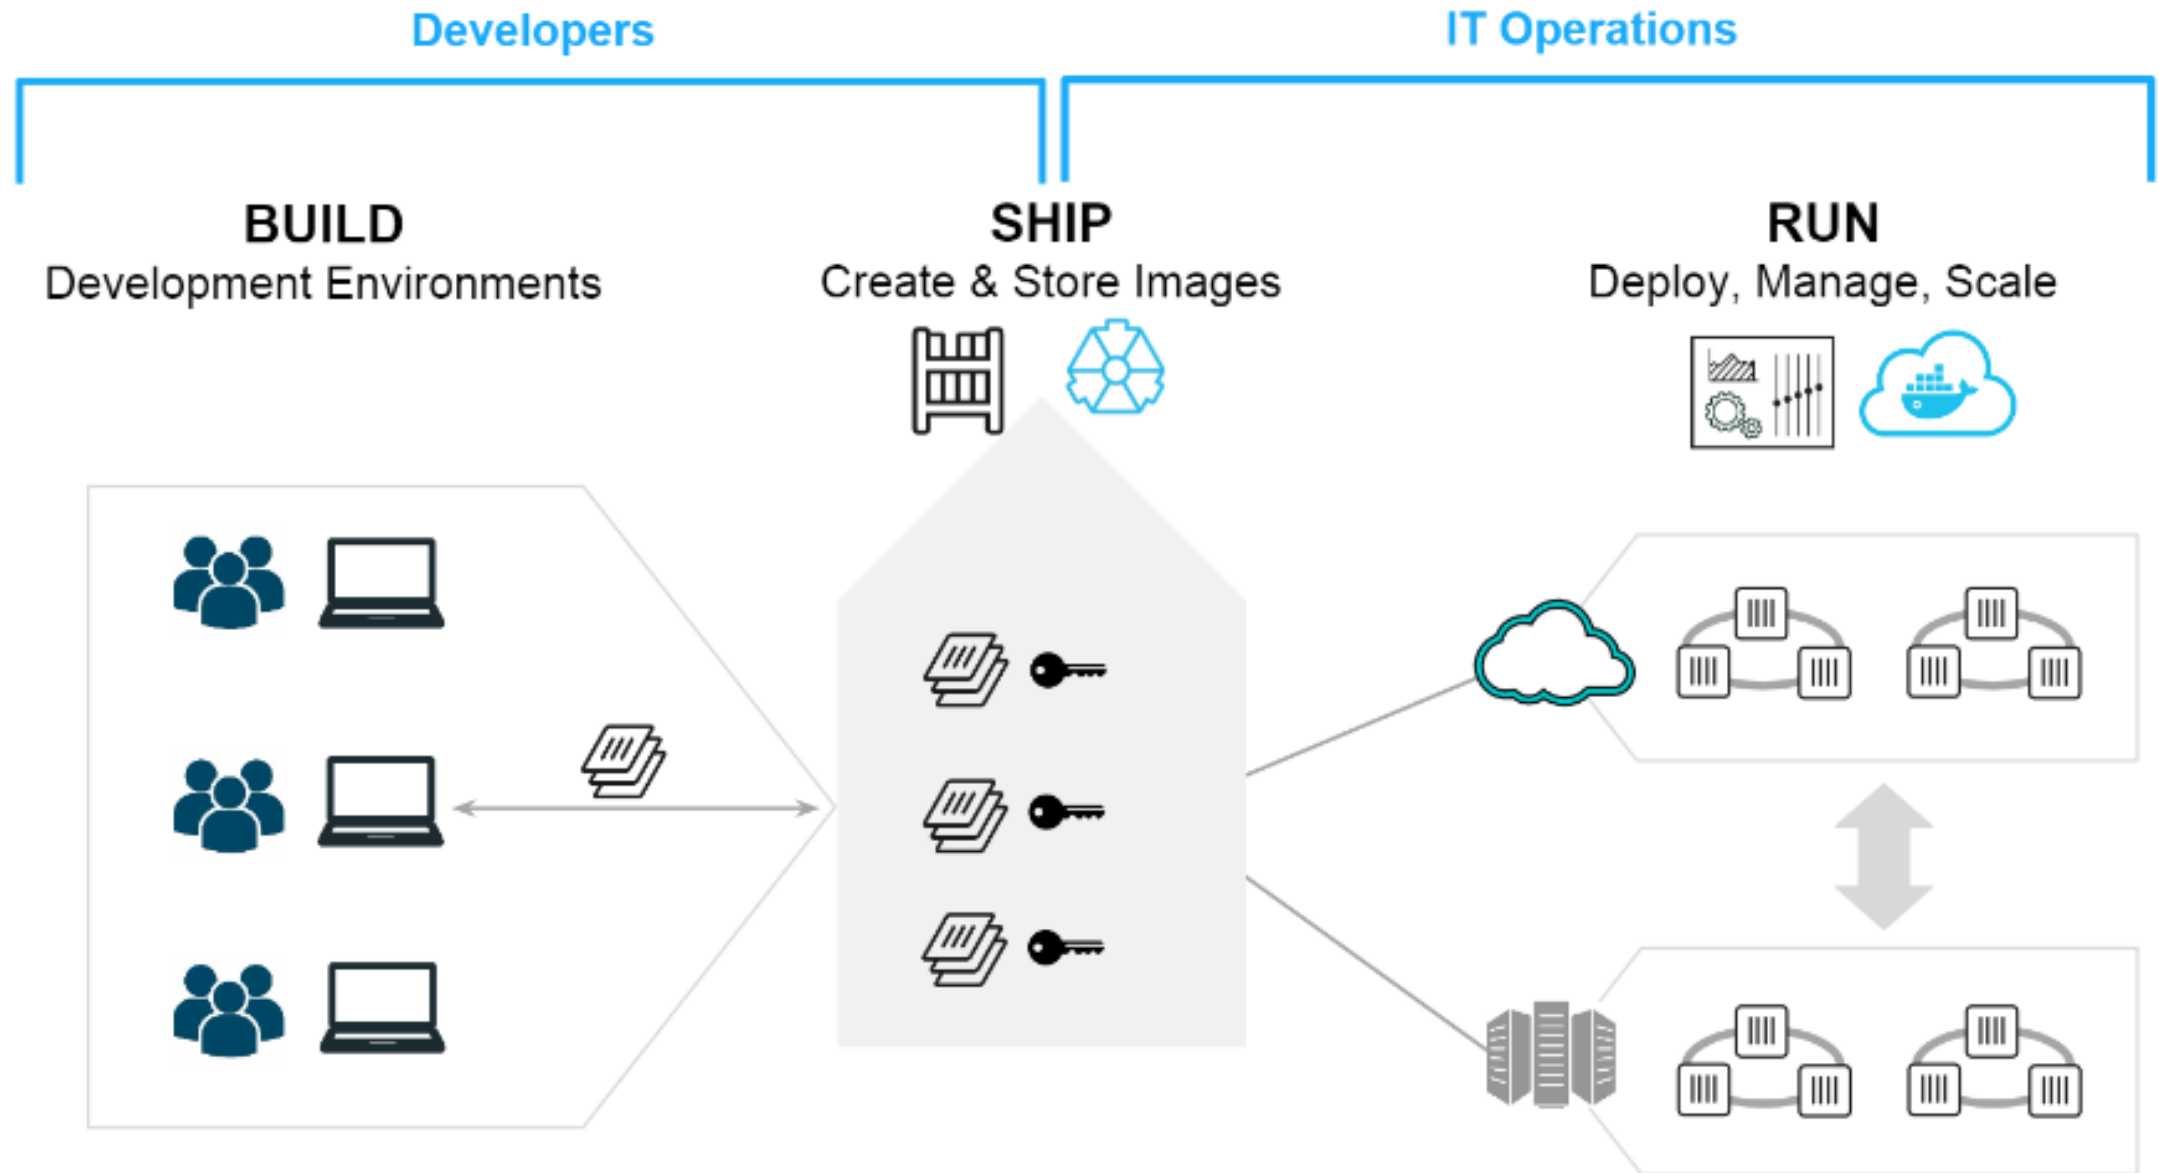 Developers
IT Operations
BUILD
Development Environments
SHIP
Create & Store Images
RUN
Deploy, Manage, Scale